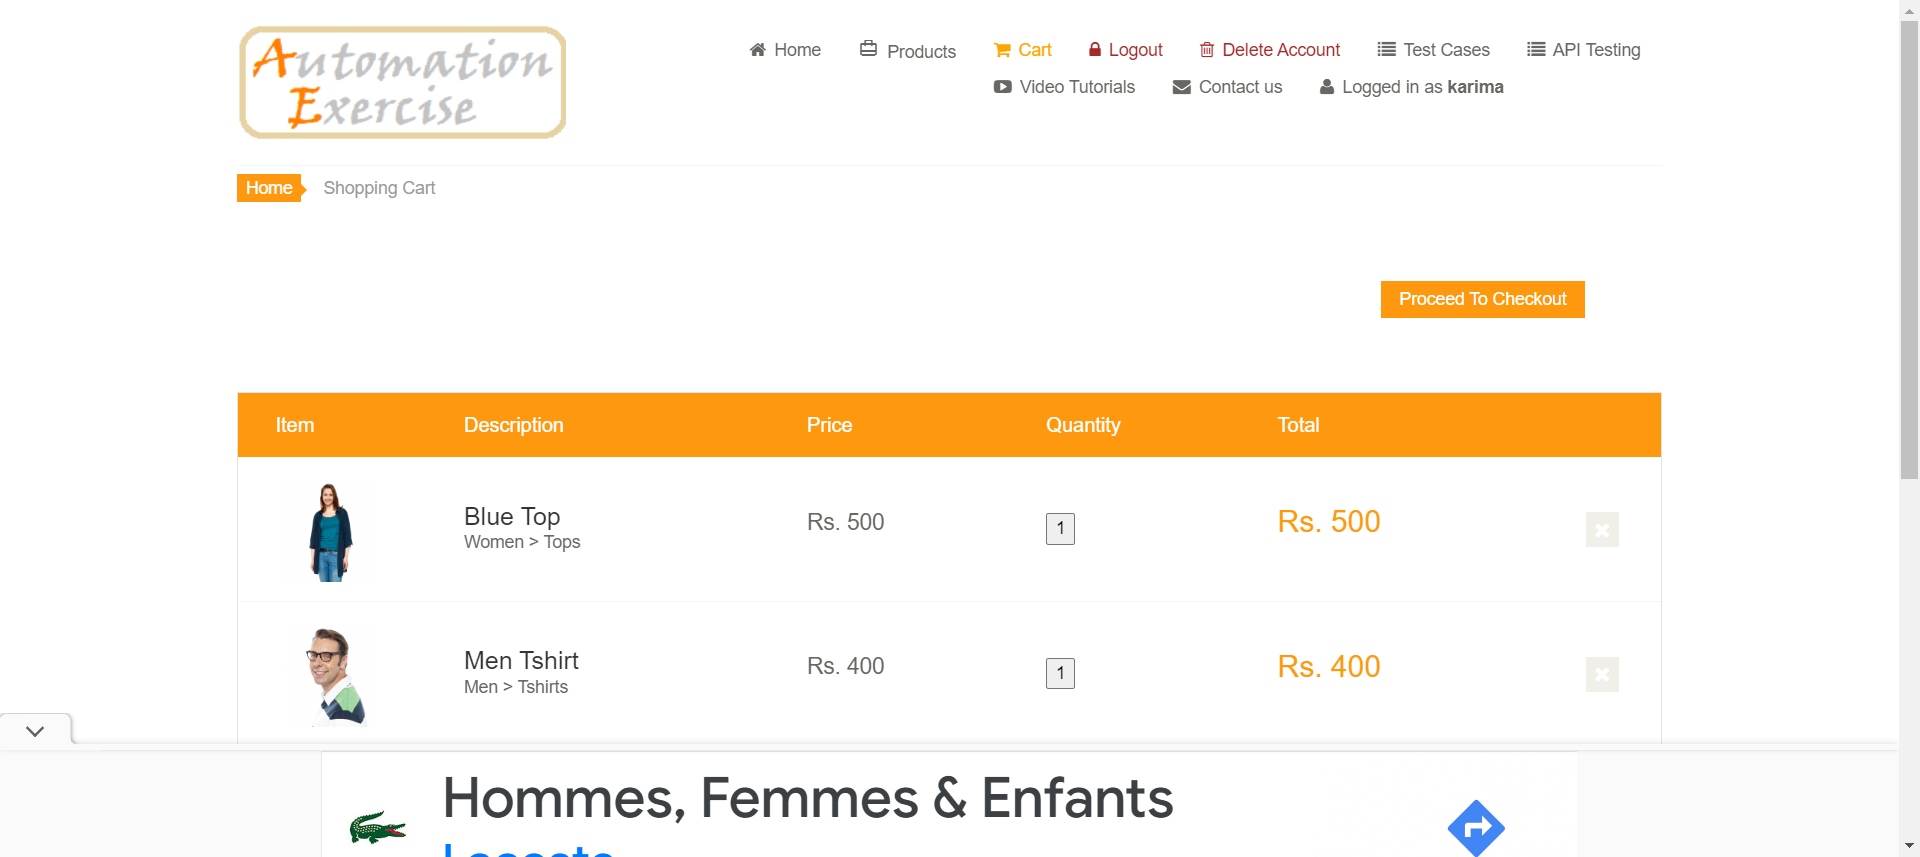 Automation
Exercise
Home
Products
Cart
Logout
Delete Account
Test Cases
API Testing
Video Tutorials
Contact us
Logged in as karima
Home
Shopping Cart
Proceed To Checkout
Item Description Price Quantity Total
Blue Top
Women > Tops
Rs. 500
1
Rs. 500
Men Tshirt
Men > Tshirts
Rs. 400
1
Rs. 400
Hommes, Femmes & Enfants
Lacoste